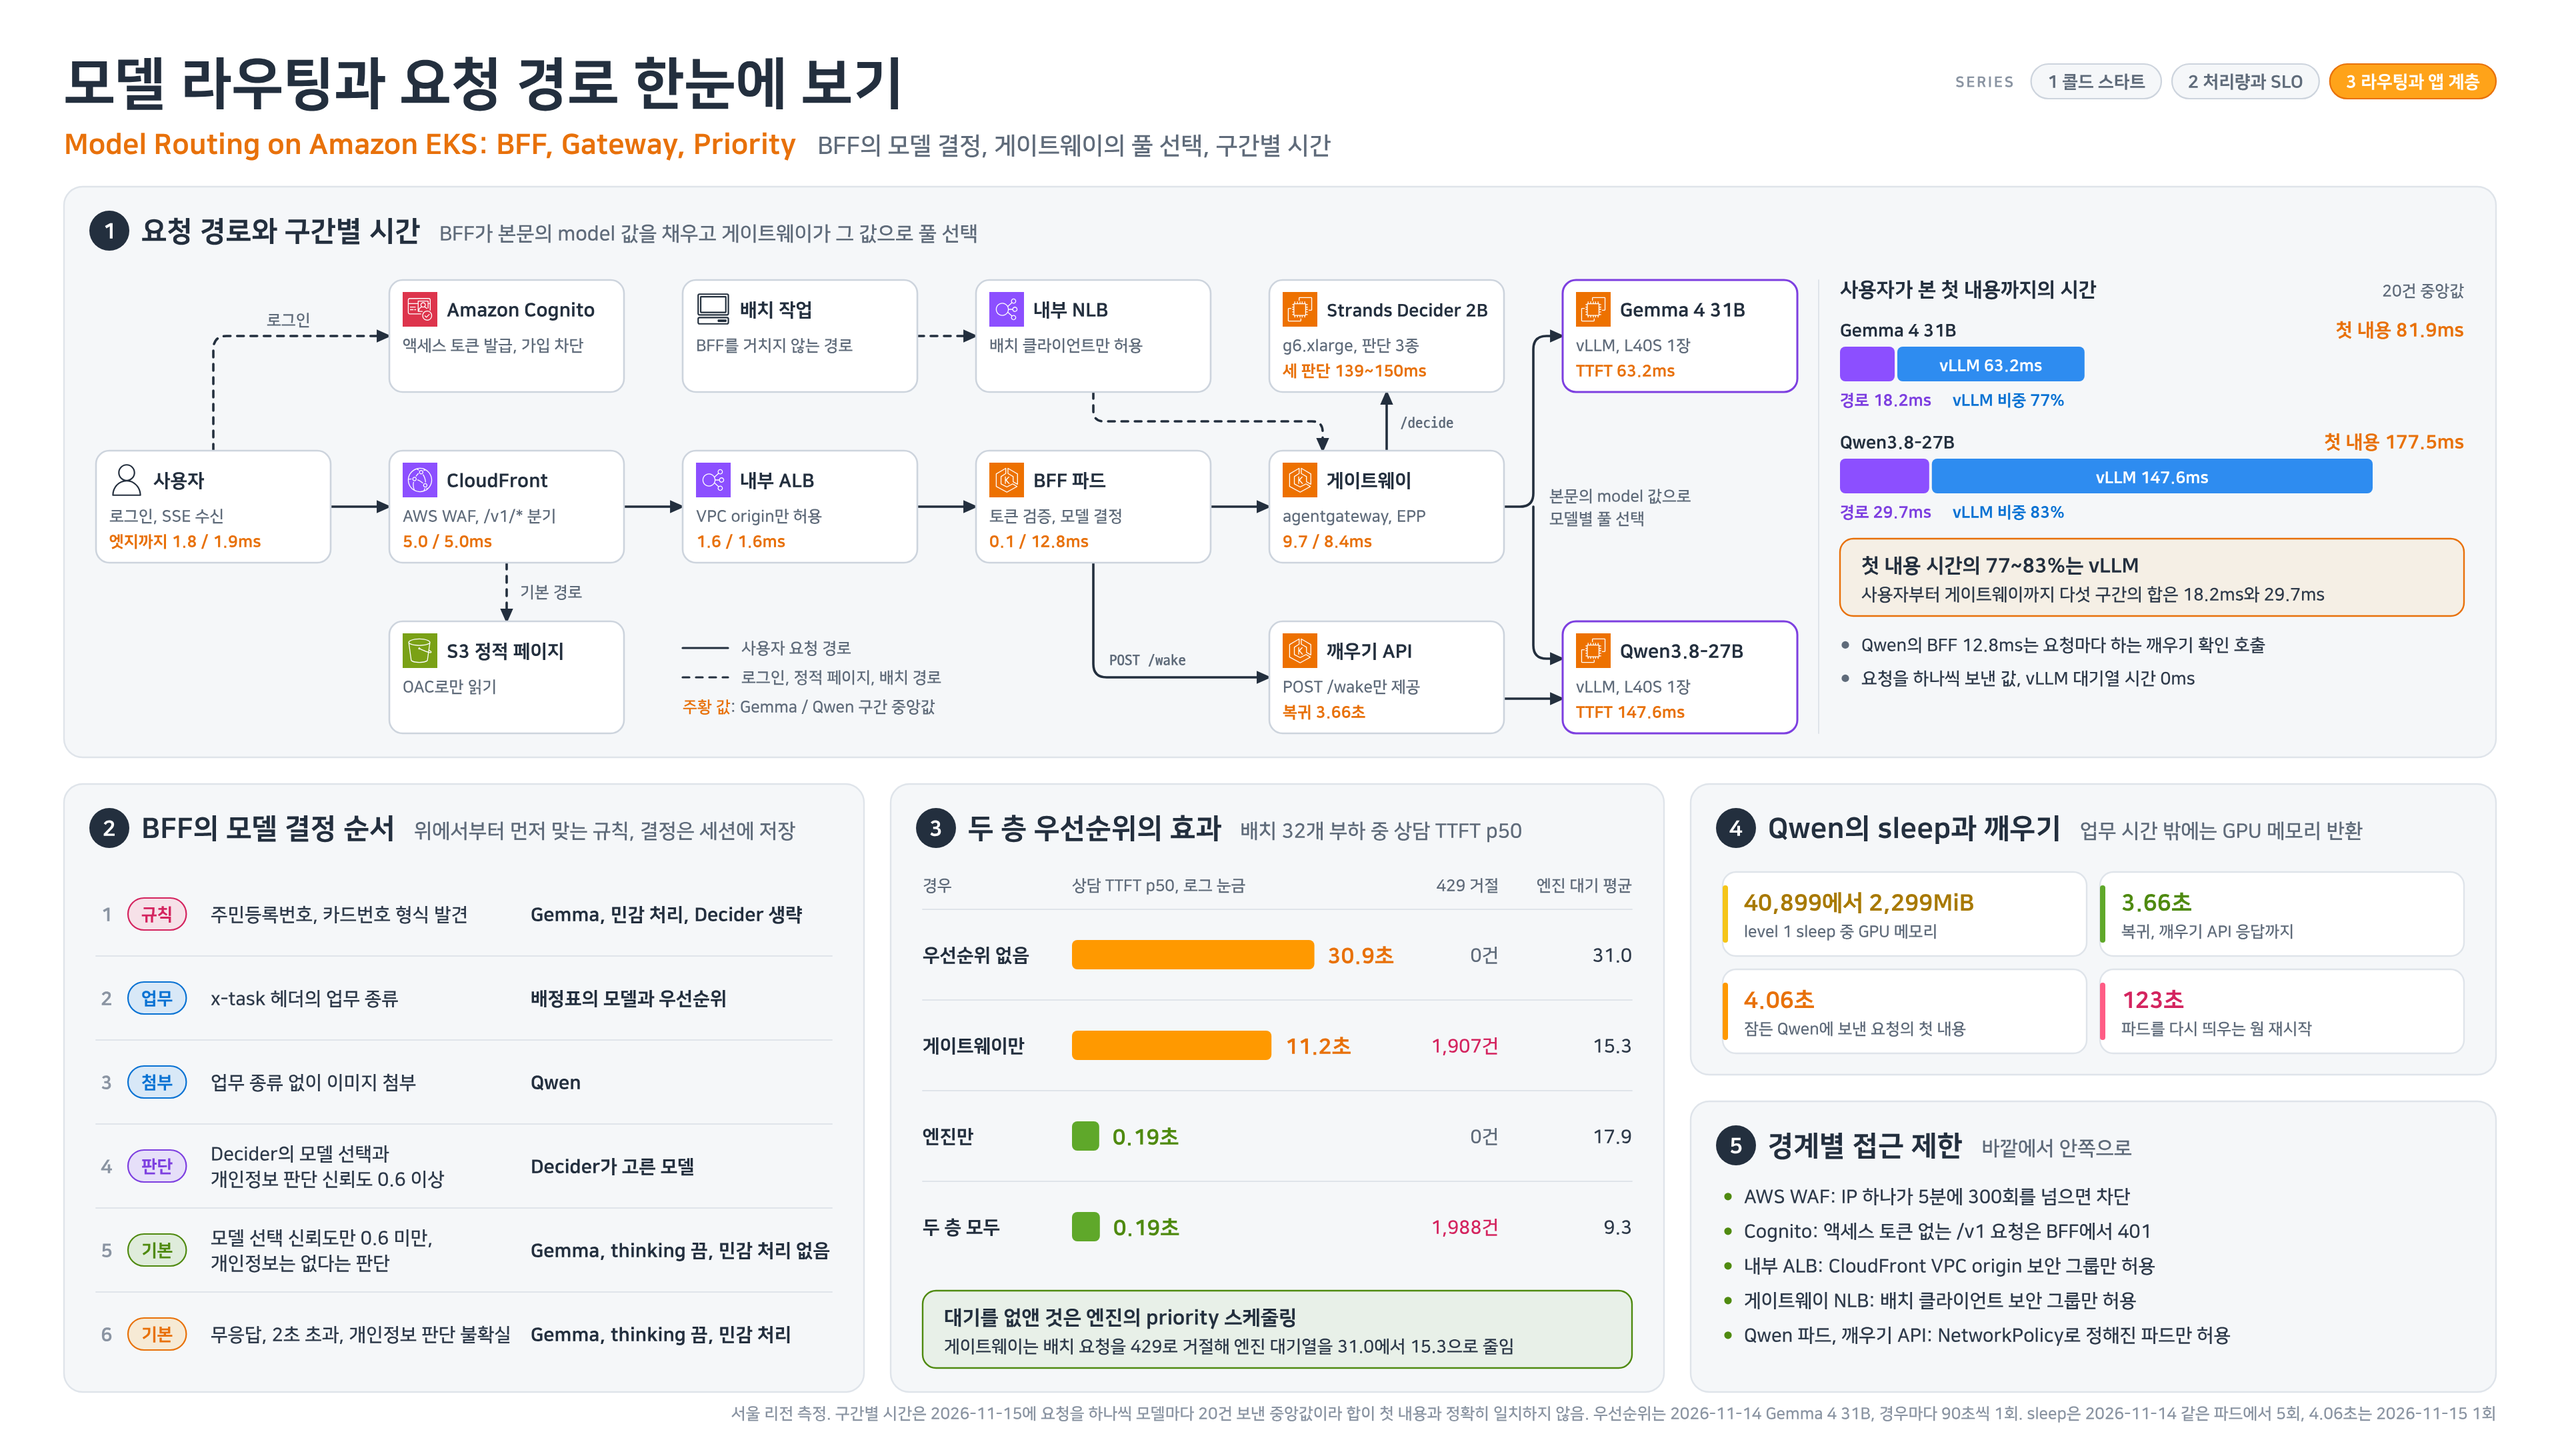 모델 라우팅과 요청 경로 한눈에 보기
SERIES 1 콜드 스타트 2 처리량과 SLO 3 라우팅과 앱 계층
Model Routing on Amazon EKS: BFF, Gateway, Priority BFF의 모델 결정, 게이트웨이의 풀 선택, 구간별 시간
1 요청 경로와 구간별 시간 BFF가 본문의 model 값을 채우고 게이트웨이가 그 값으로 풀 선택
로그인
Amazon Cognito
액세스 토큰 발급, 가입 차단
배치 작업
BFF를 거치지 않는 경로
내부 NLB
배치 클라이언트만 허용
Strands Decider 2B
g6.xlarge, 판단 3종
세 판단 139~150ms
Gemma 4 31B
vLLM, L40S 1장
TTFT 63.2ms
/decide
사용자
로그인, SSE 수신
엣지까지 1.8 / 1.9ms
CloudFront
AWS WAF, /v1/* 분기
5.0 / 5.0ms
내부 ALB
VPC origin만 허용
1.6 / 1.6ms
BFF 파드
토큰 검증, 모델 결정
0.1 / 12.8ms
게이트웨이
agentgateway, EPP
9.7 / 8.4ms
본문의 model 값으로
모델별 풀 선택
기본 경로
S3 정적 페이지
OAC로만 읽기
사용자 요청 경로
로그인, 정적 페이지, 배치 경로
주황 값: Gemma / Qwen 구간 중앙값
POST /wake
깨우기 API
POST /wake만 제공
복귀 3.66초
Qwen3.8-27B
vLLM, L40S 1장
TTFT 147.6ms
사용자가 본 첫 내용까지의 시간 20건 중앙값
Gemma 4 31B 첫 내용 81.9ms
vLLM 63.2ms
경로 18.2ms vLLM 비중 77%
Qwen3.8-27B 첫 내용 177.5ms
vLLM 147.6ms
경로 29.7ms vLLM 비중 83%
첫 내용 시간의 77~83%는 vLLM
사용자부터 게이트웨이까지 다섯 구간의 합은 18.2ms와 29.7ms
• Qwen의 BFF 12.8ms는 요청마다 하는 깨우기 확인 호출
• 요청을 하나씩 보낸 값, vLLM 대기열 시간 0ms
2 BFF의 모델 결정 순서 위에서부터 먼저 맞는 규칙, 결정은 세션에 저장
1 규칙 주민등록번호, 카드번호 형식 발견 Gemma, 민감 처리, Decider 생략
2 업무 x-task 헤더의 업무 종류 배정표의 모델과 우선순위
3 첨부 업무 종류 없이 이미지 첨부 Qwen
4 판단 Decider의 모델 선택과
개인정보 판단 신뢰도 0.6 이상 Decider가 고른 모델
5 기본 모델 선택 신뢰도만 0.6 미만,
개인정보는 없다는 판단 Gemma, thinking 끔, 민감 처리 없음
6 기본 무응답, 2초 초과, 개인정보 판단 불확실 Gemma, thinking 끔, 민감 처리
3 두 층 우선순위의 효과 배치 32개 부하 중 상담 TTFT p50
경우 상담 TTFT p50, 로그 눈금 429 거절 엔진 대기 평균
우선순위 없음 30.9초 0건 31.0
게이트웨이만 11.2초 1,907건 15.3
엔진만 0.19초 0건 17.9
두 층 모두 0.19초 1,988건 9.3
대기를 없앤 것은 엔진의 priority 스케줄링
게이트웨이는 배치 요청을 429로 거절해 엔진 대기열을 31.0에서 15.3으로 줄임
4 Qwen의 sleep과 깨우기 업무 시간 밖에는 GPU 메모리 반환
40,899에서 2,299MiB
level 1 sleep 중 GPU 메모리
3.66초
복귀, 깨우기 API 응답까지
4.06초
잠든 Qwen에 보낸 요청의 첫 내용
123초
파드를 다시 띄우는 웜 재시작
5 경계별 접근 제한 바깥에서 안쪽으로
• AWS WAF: IP 하나가 5분에 300회를 넘으면 차단
• Cognito: 액세스 토큰 없는 /v1 요청은 BFF에서 401
• 내부 ALB: CloudFront VPC origin 보안 그룹만 허용
• 게이트웨이 NLB: 배치 클라이언트 보안 그룹만 허용
• Qwen 파드, 깨우기 API: NetworkPolicy로 정해진 파드만 허용
서울 리전 측정. 구간별 시간은 2026-11-15에 요청을 하나씩 모델마다 20건 보낸 중앙값이라 합이 첫 내용과 정확히 일치하지 않음. 우선순위는 2026-11-14 Gemma 4 31B, 경우마다 90초씩 1회. sleep은 2026-11-14 같은 파드에서 5회, 4.06초는 2026-11-15 1회